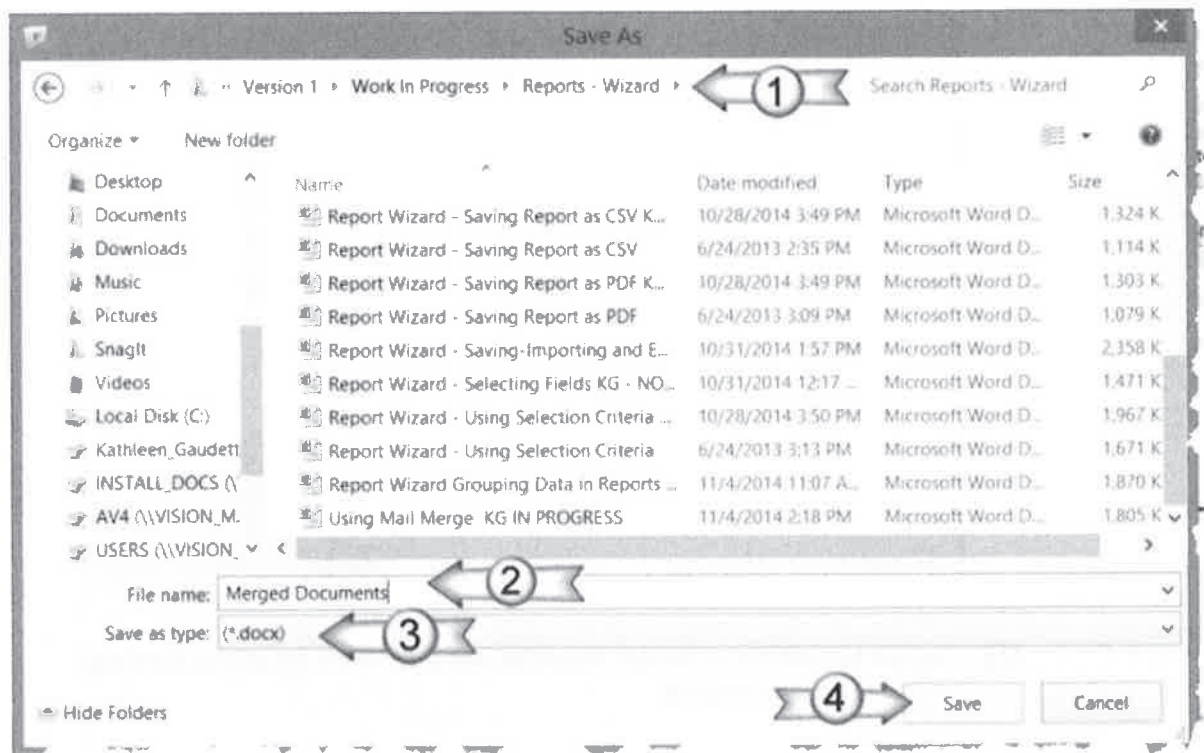 Save As
Version 1 Work In Progress Reports - Wizard 1 Search Reports - Wizard
Organize New folder
Name Date modified Type Size
Desktop
Documents Report Wizard - Saving Report as CSV K... 10/28/2014 3:49 PM Microsoft Word D... 1,324 K
Downloads Report Wizard - Saving Report as CSV 6/24/2013 2:35 PM Microsoft Word D... 1,114 K
Music Report Wizard - Saving Report as PDF K... 10/28/2014 3:49 PM Microsoft Word D... 1,303 K
Pictures Report Wizard - Saving Report as PDF 6/24/2013 3:09 PM Microsoft Word D... 1,079 K
SnagIt Report Wizard - Saving-Importing and E... 10/31/2014 1:57 PM Microsoft Word D... 2,358 K
Videos Report Wizard - Selecting Fields KG - NO... 10/31/2014 12:17 ... Microsoft Word D... 1,471 K
Local Disk (C:) Report Wizard - Using Selection Criteria ... 10/28/2014 3:50 PM Microsoft Word D... 1,967 K
Kathleen_Gaudett Report Wizard - Using Selection Criteria 6/24/2013 3:13 PM Microsoft Word D... 1,671 K
INSTALL_DOCS (\ Report Wizard Grouping Data in Reports ... 11/4/2014 11:07 A... Microsoft Word D... 1,870 K
AV4 (\\VISION_M. Using Mail Merge KG IN PROGRESS 11/4/2014 2:18 PM Microsoft Word D... 1,805 K
USERS (\\VISION_
File name: Merged Documents 2
Save as type: (*.docx) 3
4 Save Cancel
Hide Folders